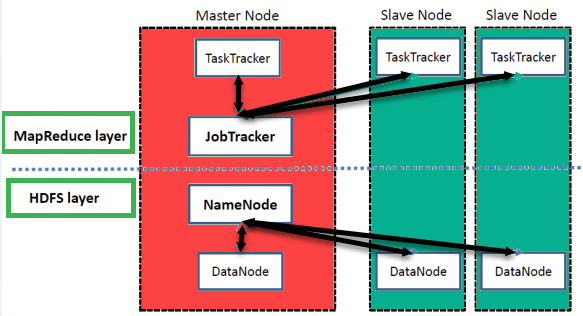 Master Node
Slave Node
Slave Node
TaskTracker
TaskTracker
TaskTracker
MapReduce layer
JobTracker
HDFS layer
NameNode
DataNode
DataNode
DataNode